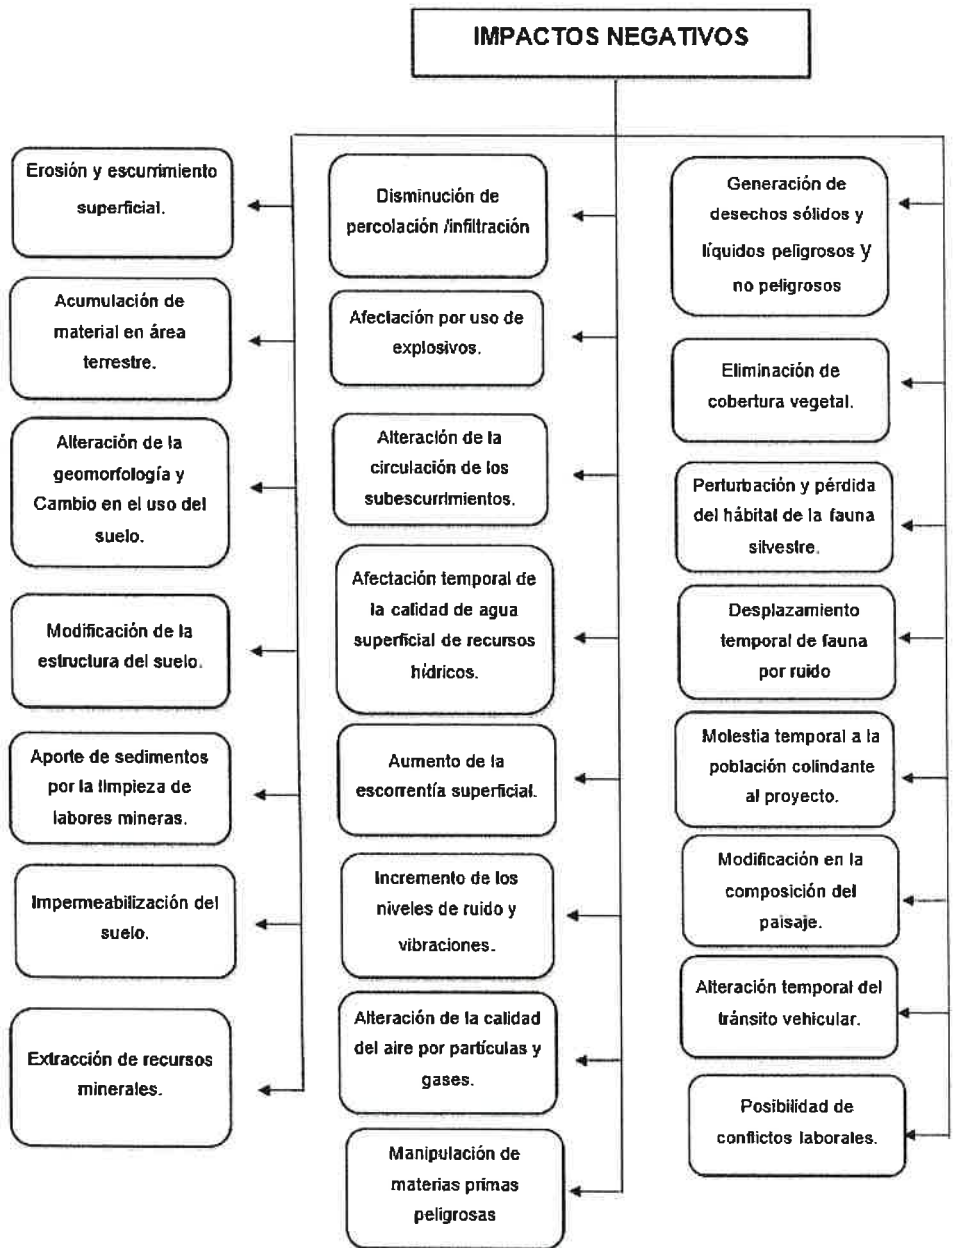 IMPACTOS NEGATIVOS
Erosión y escurrimiento
superficial.
Acumulación de
material en área
terrestre.
Alteración de la
geomorfología y
Cambio en el uso del
suelo.
Modificación de la
estructura del suelo.
Aporte de sedimentos
por la limpieza de
labores mineras.
Impermeabilización del
suelo.
Extracción de recursos
minerales.
Disminución de
percolación /infiltración
Afectación por uso de
explosivos.
Alteración de la
circulación de los
subescurrimientos.
Afectación temporal de
la calidad de agua
superficial de recursos
hídricos.
Aumento de la
escorrentía superficial.
Incremento de los
niveles de ruido y
vibraciones.
Alteración de la calidad
del aire por partículas y
gases.
Manipulación de
materias primas
peligrosas
Generación de
desechos sólidos y
líquidos peligrosos y
no peligrosos
Eliminación de
cobertura vegetal.
Perturbación y pérdida
del hábital de la fauna
silvestre.
Desplazamiento
temporal de fauna
por ruido
Molestia temporal a la
población colindante
al proyecto.
Modificación en la
composición del
paisaje.
Alteración temporal del
tránsito vehicular.
Posibilidad de
conflictos laborales.